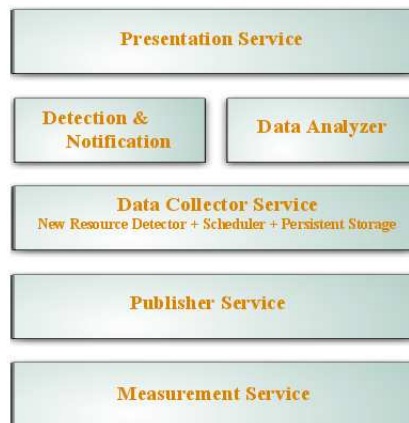 Presentation Service
Detection &
Notification
Data Analyzer
Data Collector Service
New Resource Detector + Scheduler + Persistent Storage
Publisher Service
Measurement Service